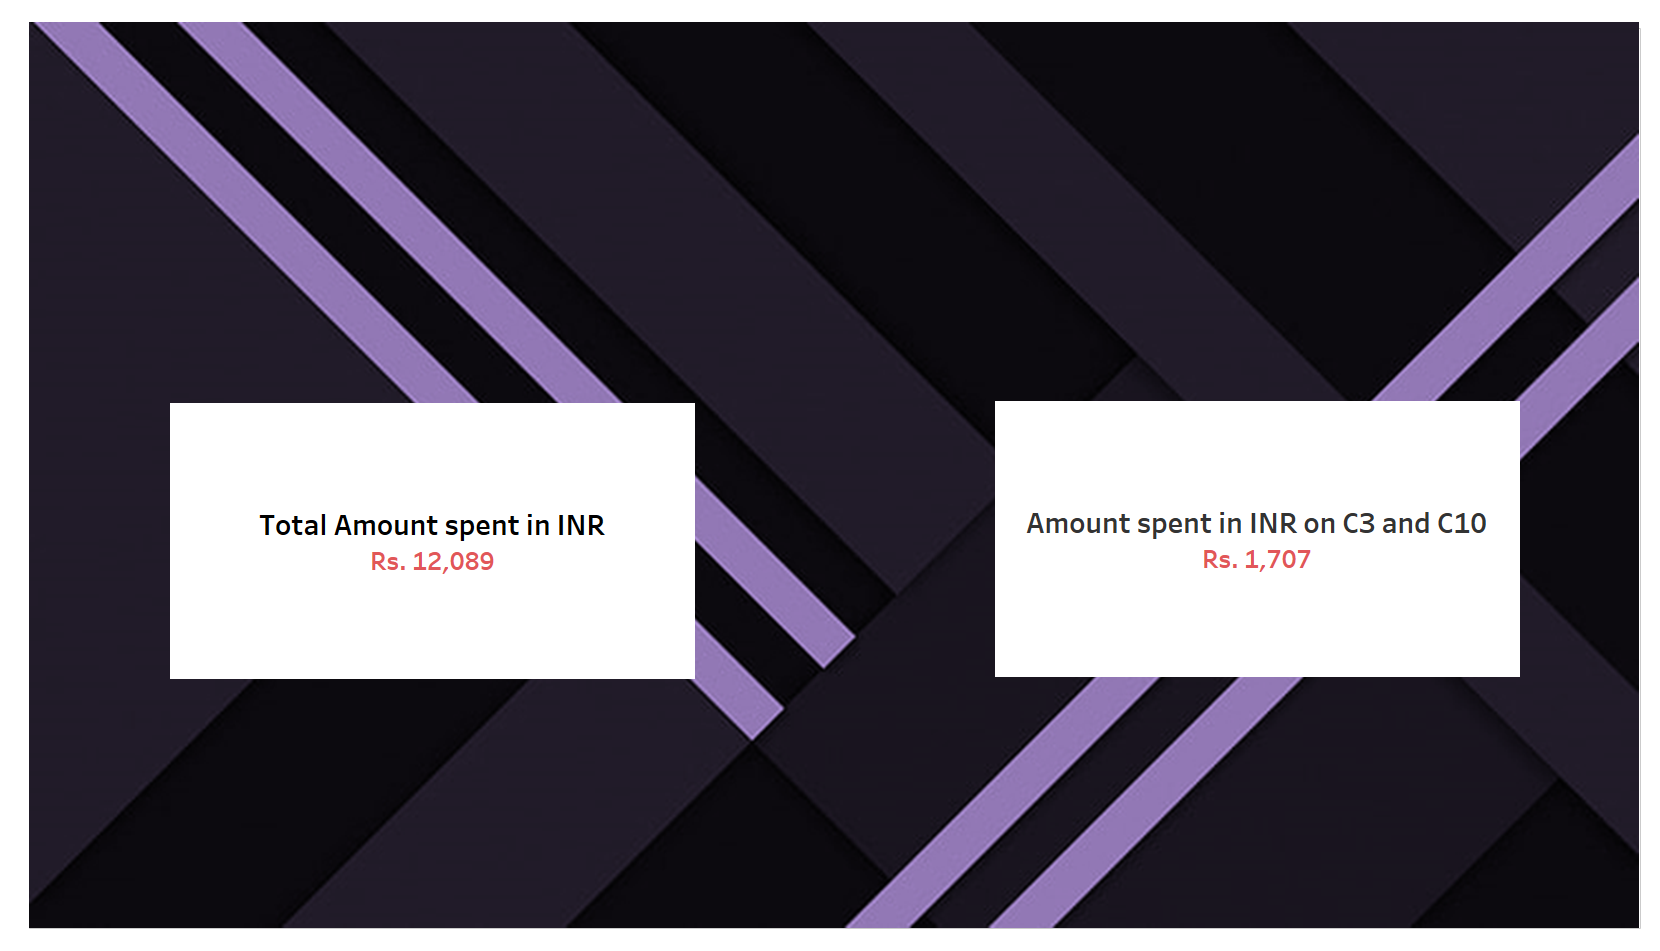 Total Amount spent in INR
Rs. 12,089
Amount spent in INR on C3 and C10
Rs. 1,707